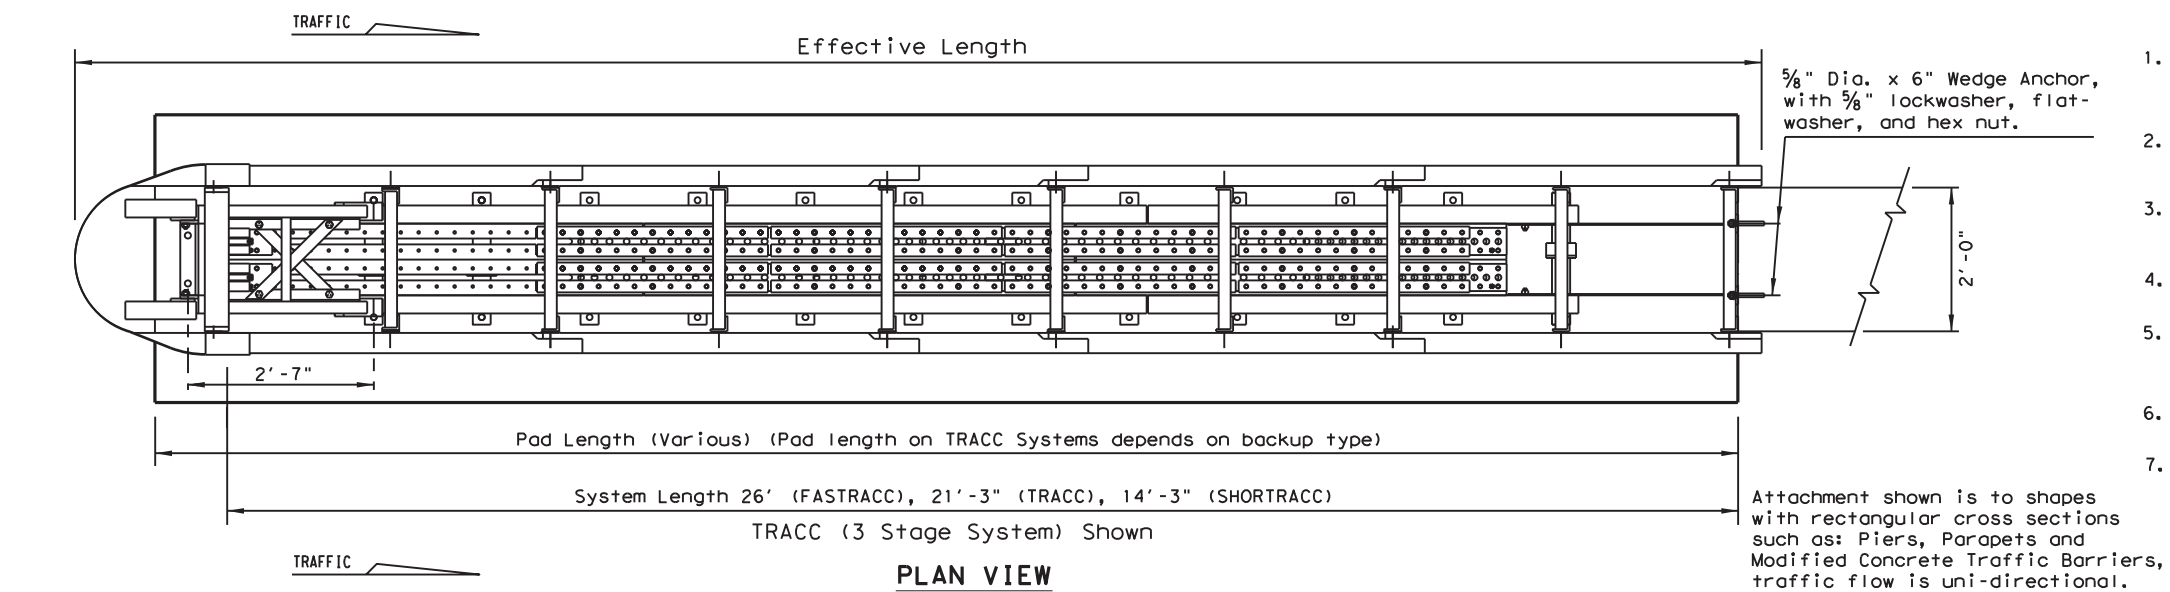 TRAFFIC
Effective Length
1.
⅝" Dia. x 6" Wedge Anchor,
with ⅝" lockwasher, flat-
washer, and hex nut.
2.
3.
4.
5.
6.
7.
2'-0"
2'-7"
Pad Length (Various) (Pad length on TRACC Systems depends on backup type)
System Length 26' (FASTRACC), 21'-3" (TRACC), 14'-3" (SHORTRACC)
TRACC (3 Stage System) Shown
TRAFFIC
PLAN VIEW
Attachment shown is to shapes
with rectangular cross sections
such as: Piers, Parapets and
Modified Concrete Traffic Barriers,
traffic flow is uni-directional.